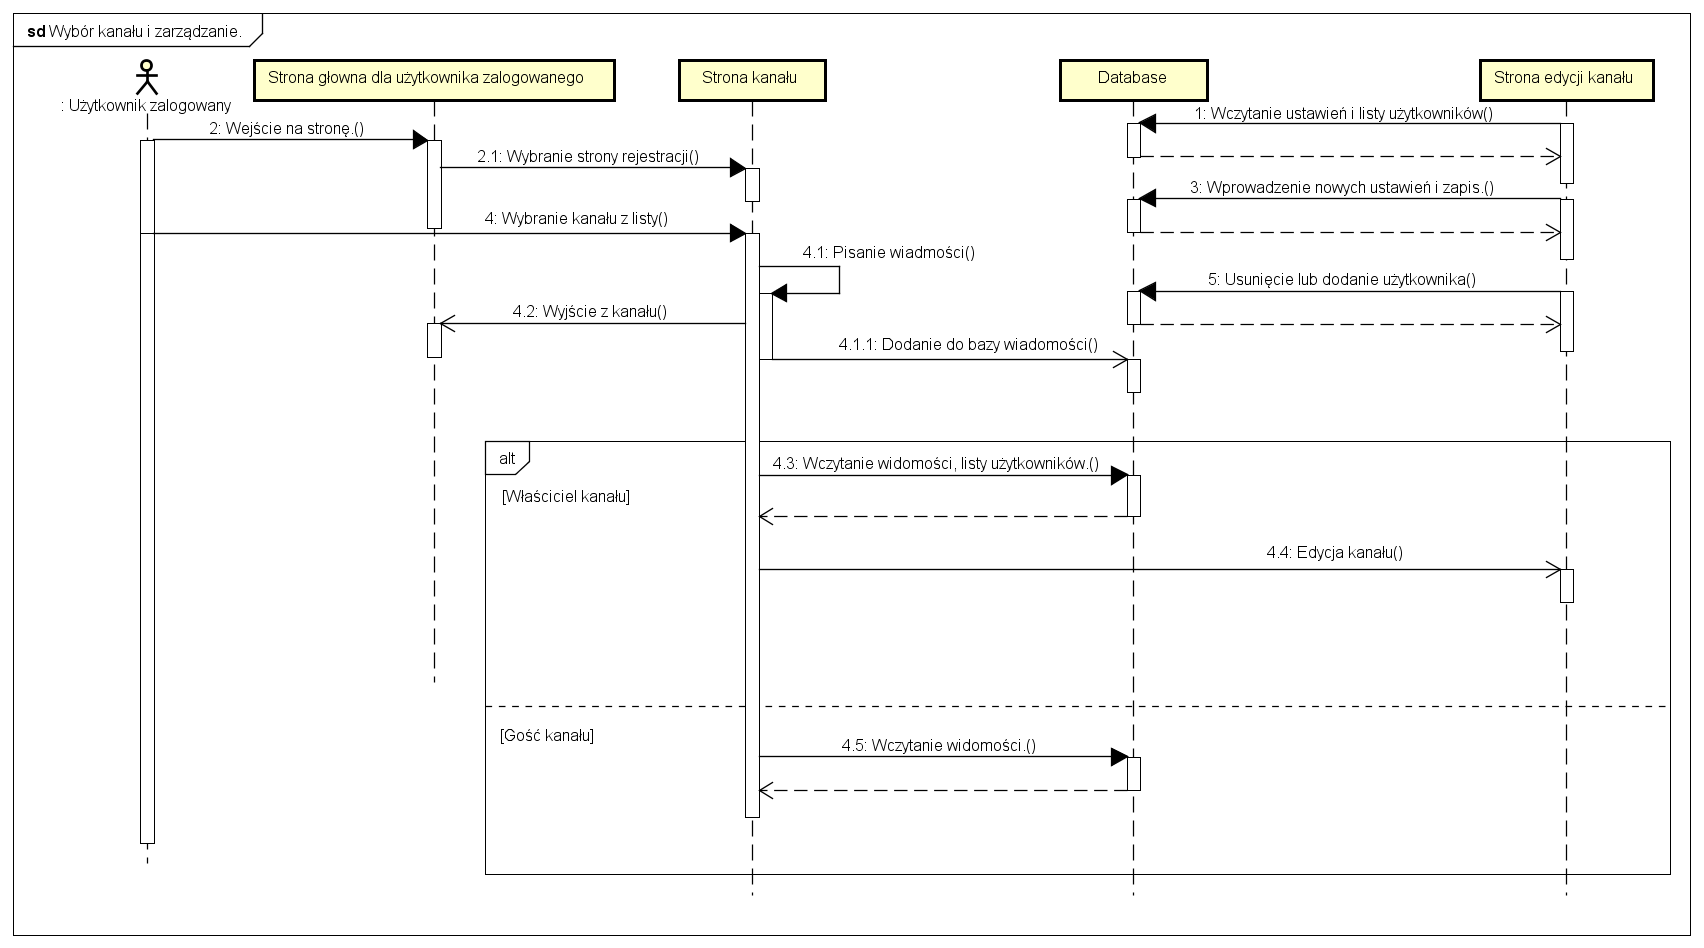 sd Wybór kanału i zarządzanie.
: Użytkownik zalogowany
Strona głowna dla użytkownika zalogowanego
Strona kanału
Database
Strona edycji kanału
1: Wczytanie ustawień i listy użytkowników()
2: Wejście na stronę.()
2.1: Wybranie strony rejestracji()
3: Wprowadzenie nowych ustawień i zapis.()
4: Wybranie kanału z listy()
4.1: Pisanie wiadmości()
5: Usunięcie lub dodanie użytkownika()
4.2: Wyjście z kanału()
4.1.1: Dodanie do bazy wiadomości()
alt
4.3: Wczytanie widomości, listy użytkowników.()
[Właściciel kanału]
4.4: Edycja kanału()
[Gość kanału]
4.5: Wczytanie widomości.()